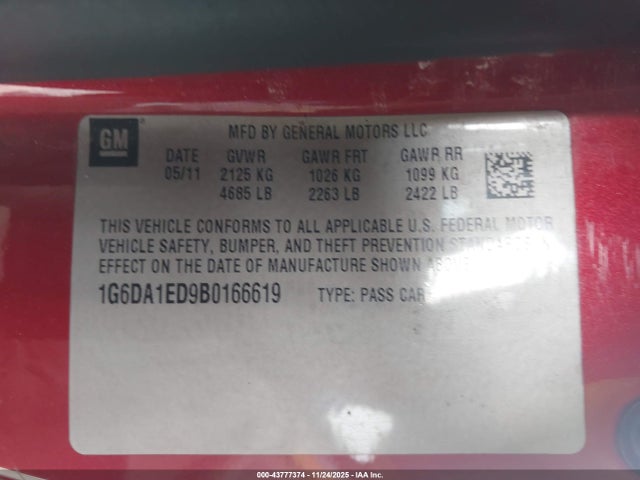 GM
MFD BY GENERAL MOTORS LLC
DATE GVWR GAWR FRT GAWR RR
05/11 2125 KG 1026 KG 1099 KG
4685 LB 2263 LB 2422 LB
THIS VEHICLE CONFORMS TO ALL APPLICABLE U.S. FEDERAL MOTOR
VEHICLE SAFETY, BUMPER, AND THEFT PREVENTION STANDARDS IN
EFFECT ON THE DATE OF MANUFACTURE SHOWN ABOVE
1G6DA1ED9B0166619 TYPE: PASS CAR
000-43777374 - 11/24/2025 - IAA Inc.